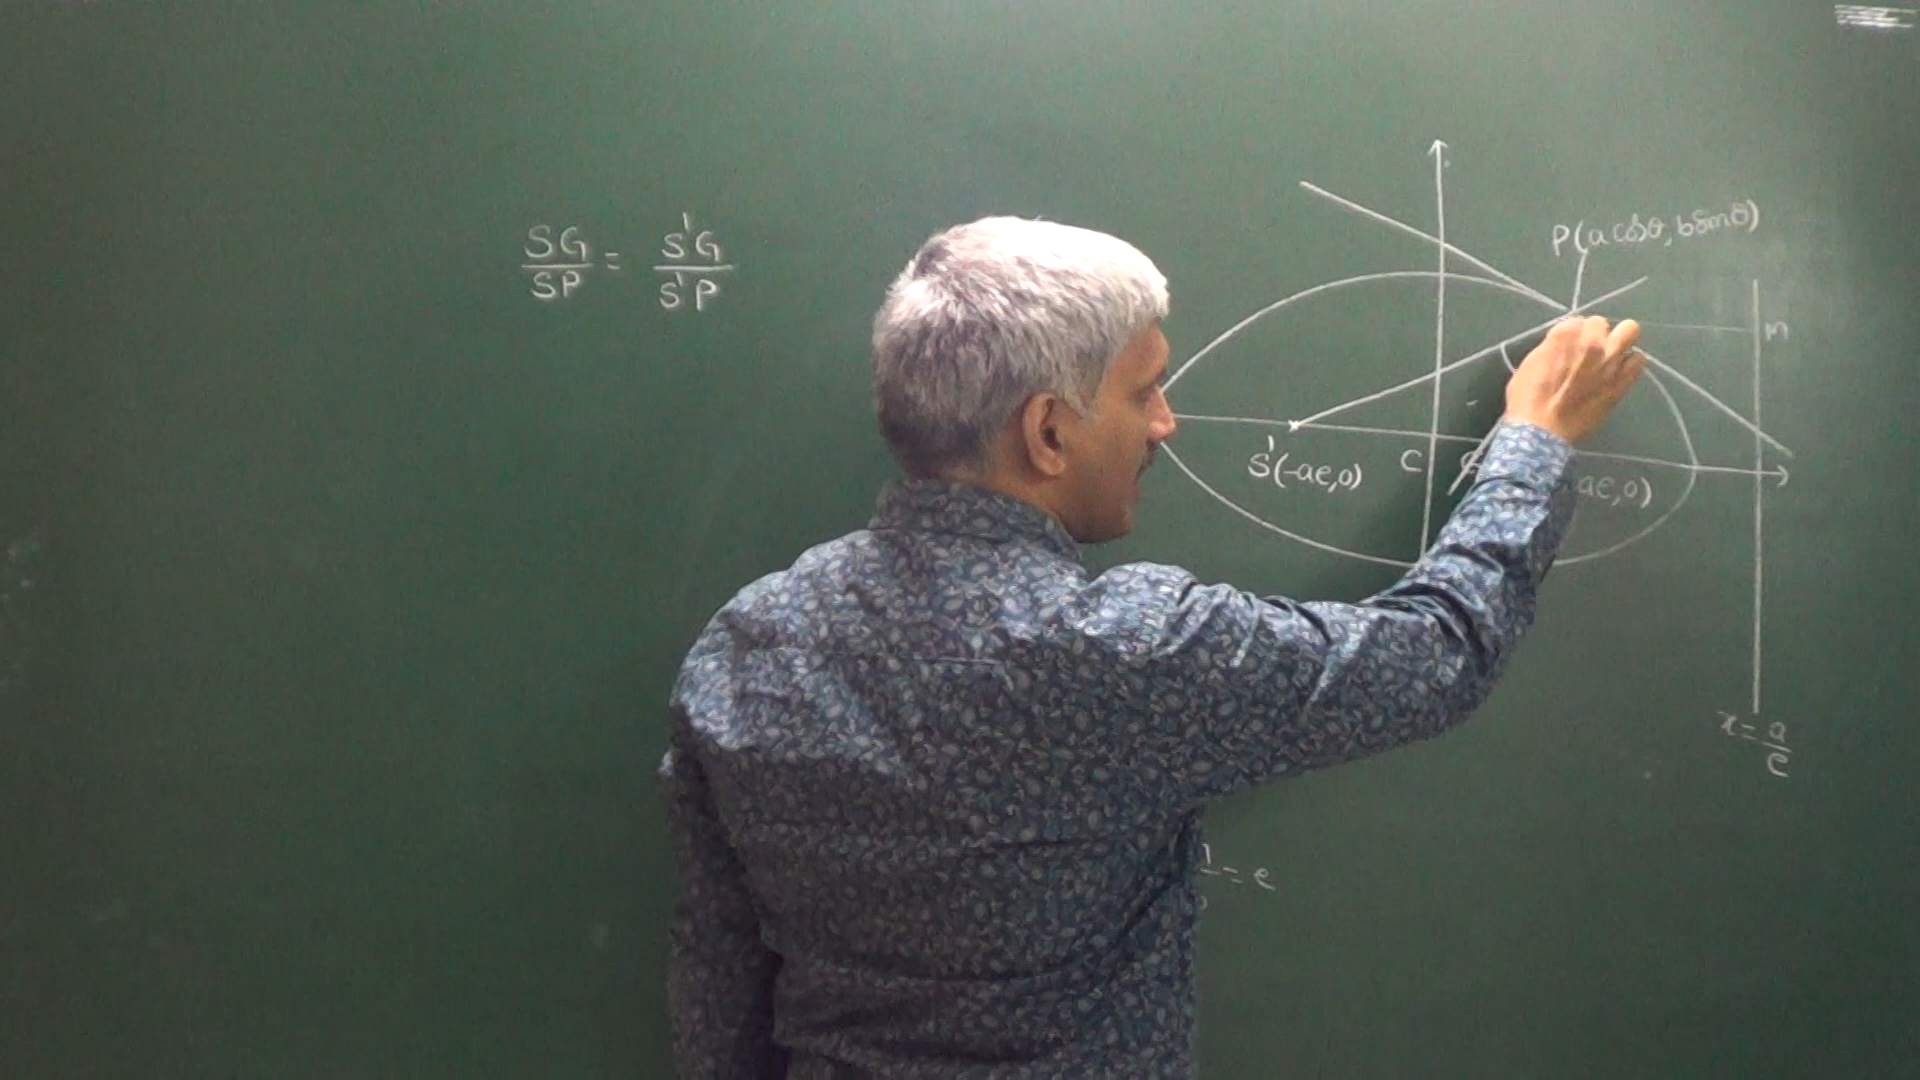 SG/SP = S'G/S'P
P(a cosθ, b sinθ)
m
S'(-ae,0)
C
ae,0)
x = a/e
= e